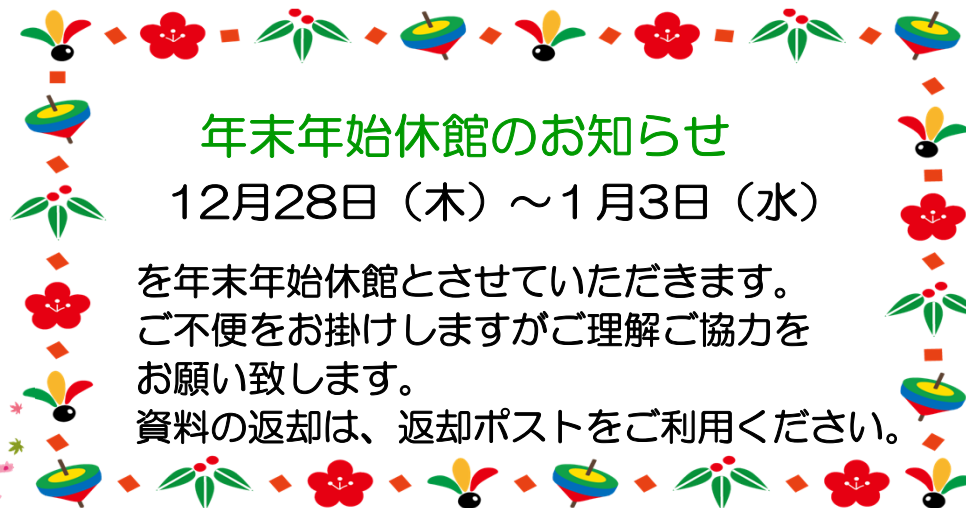 年末年始休館のお知らせ
12月28日（木）～１月3日（水）
を年末年始休館とさせていただきます。
ご不便をお掛けしますがご理解ご協力を
お願い致します。
資料の返却は、返却ポストをご利用ください。